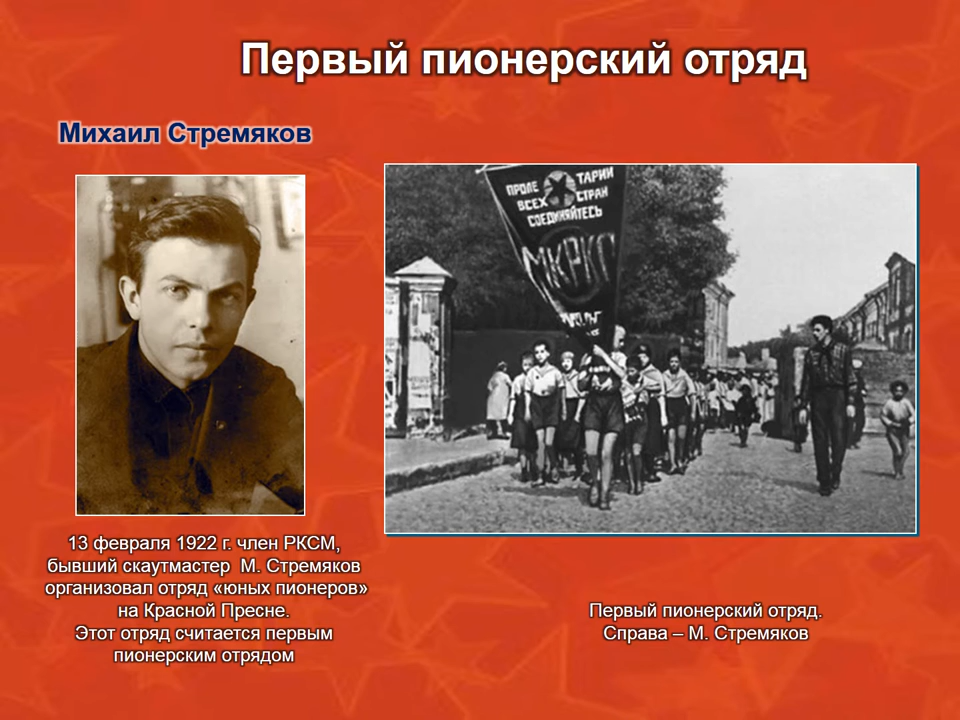 Первый пионерский отряд
Михаил Стремяков
ПРОЛЕ ТАРИИ
ВСЕХ СТРАН
СОЕДИНЯЙТЕСЬ
МКРКС
13 февраля 1922 г. член РКСМ,
бывший скаутмастер М. Стремяков
организовал отряд «юных пионеров»
на Красной Пресне.
Этот отряд считается первым
пионерским отрядом
Первый пионерский отряд.
Справа – М. Стремяков